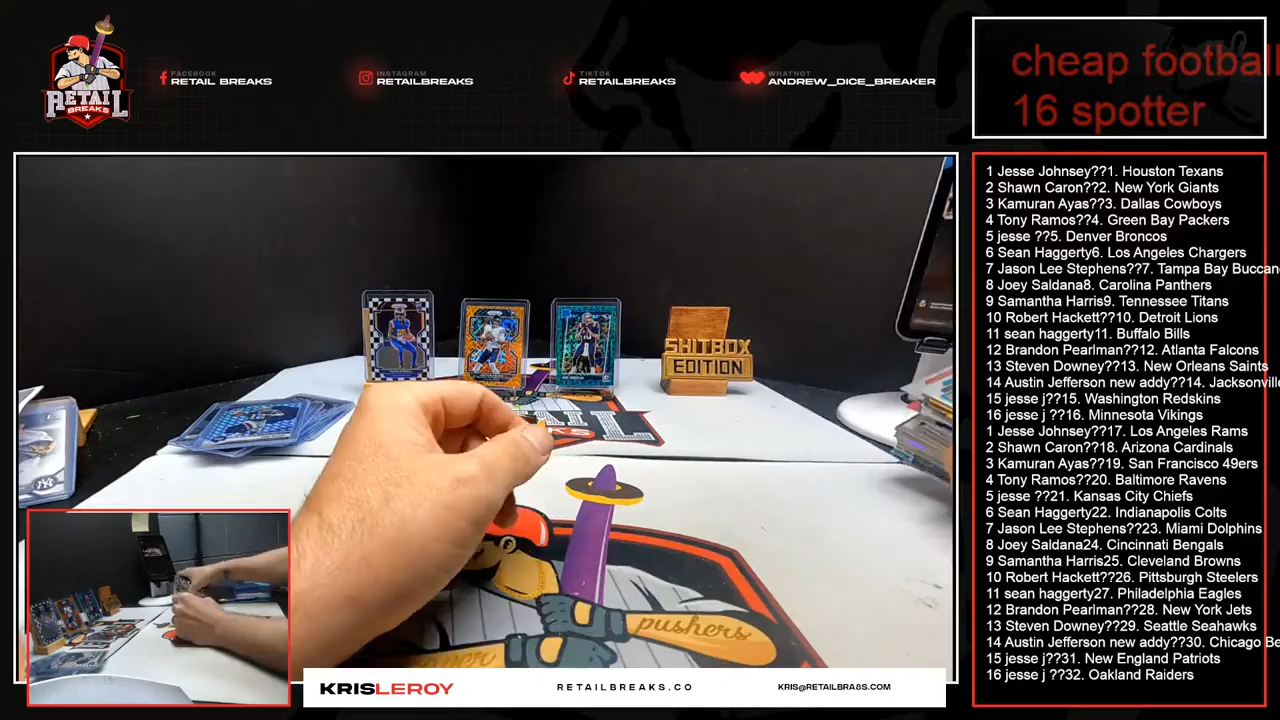 RETAIL
BREAKS
FACEBOOK
RETAIL BREAKS
INSTAGRAM
RETAILBREAKS
TIKTOK
RETAILBREAKS
WHATNOT
ANDREW_DICE_BREAKER
cheap football
16 spotter
1 Jesse Johnsey??1. Houston Texans
2 Shawn Caron??2. New York Giants
3 Kamuran Ayas??3. Dallas Cowboys
4 Tony Ramos??4. Green Bay Packers
5 jesse ??5. Denver Broncos
6 Sean Haggerty6. Los Angeles Chargers
7 Jason Lee Stephens??7. Tampa Bay Buccan
8 Joey Saldana8. Carolina Panthers
9 Samantha Harris9. Tennessee Titans
10 Robert Hackett??10. Detroit Lions
11 sean haggerty11. Buffalo Bills
12 Brandon Pearlman??12. Atlanta Falcons
13 Steven Downey??13. New Orleans Saints
14 Austin Jefferson new addy??14. Jacksonville
15 jesse j??15. Washington Redskins
16 jesse j ??16. Minnesota Vikings
1 Jesse Johnsey??17. Los Angeles Rams
2 Shawn Caron??18. Arizona Cardinals
3 Kamuran Ayas??19. San Francisco 49ers
4 Tony Ramos??20. Baltimore Ravens
5 jesse ??21. Kansas City Chiefs
6 Sean Haggerty22. Indianapolis Colts
7 Jason Lee Stephens??23. Miami Dolphins
8 Joey Saldana24. Cincinnati Bengals
9 Samantha Harris25. Cleveland Browns
10 Robert Hackett??26. Pittsburgh Steelers
11 sean haggerty27. Philadelphia Eagles
12 Brandon Pearlman??28. New York Jets
13 Steven Downey??29. Seattle Seahawks
14 Austin Jefferson new addy??30. Chicago Be
15 jesse j??31. New England Patriots
16 jesse j ??32. Oakland Raiders
SHITBOX
EDITION
pushers
KRISLEROY
RETAILBREAKS.CO
KRIS@RETAILBRA8S.COM